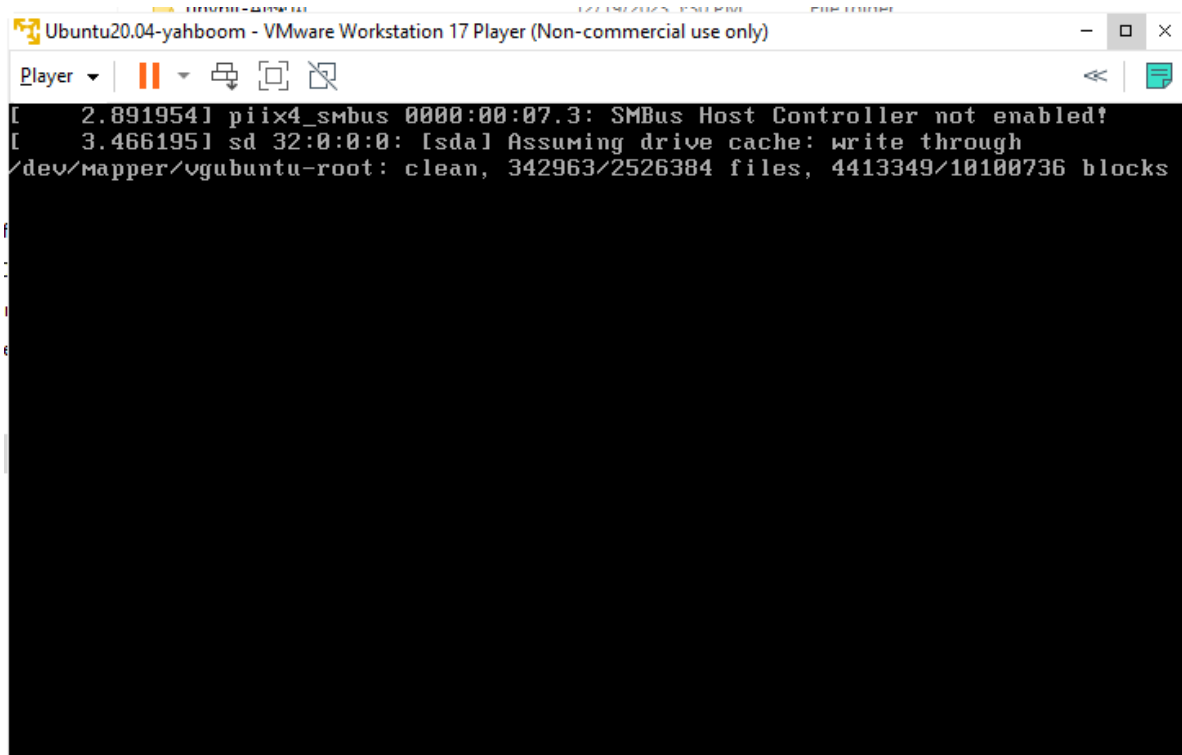 Ubuntu20.04-yahboom - VMware Workstation 17 Player (Non-commercial use only)
Player
[    2.891954] piix4_smbus 0000:00:07.3: SMBus Host Controller not enabled!
[    3.466195] sd 32:0:0:0: [sda] Assuming drive cache: write through
/dev/mapper/vgubuntu-root: clean, 342963/2526384 files, 4413349/10100736 blocks